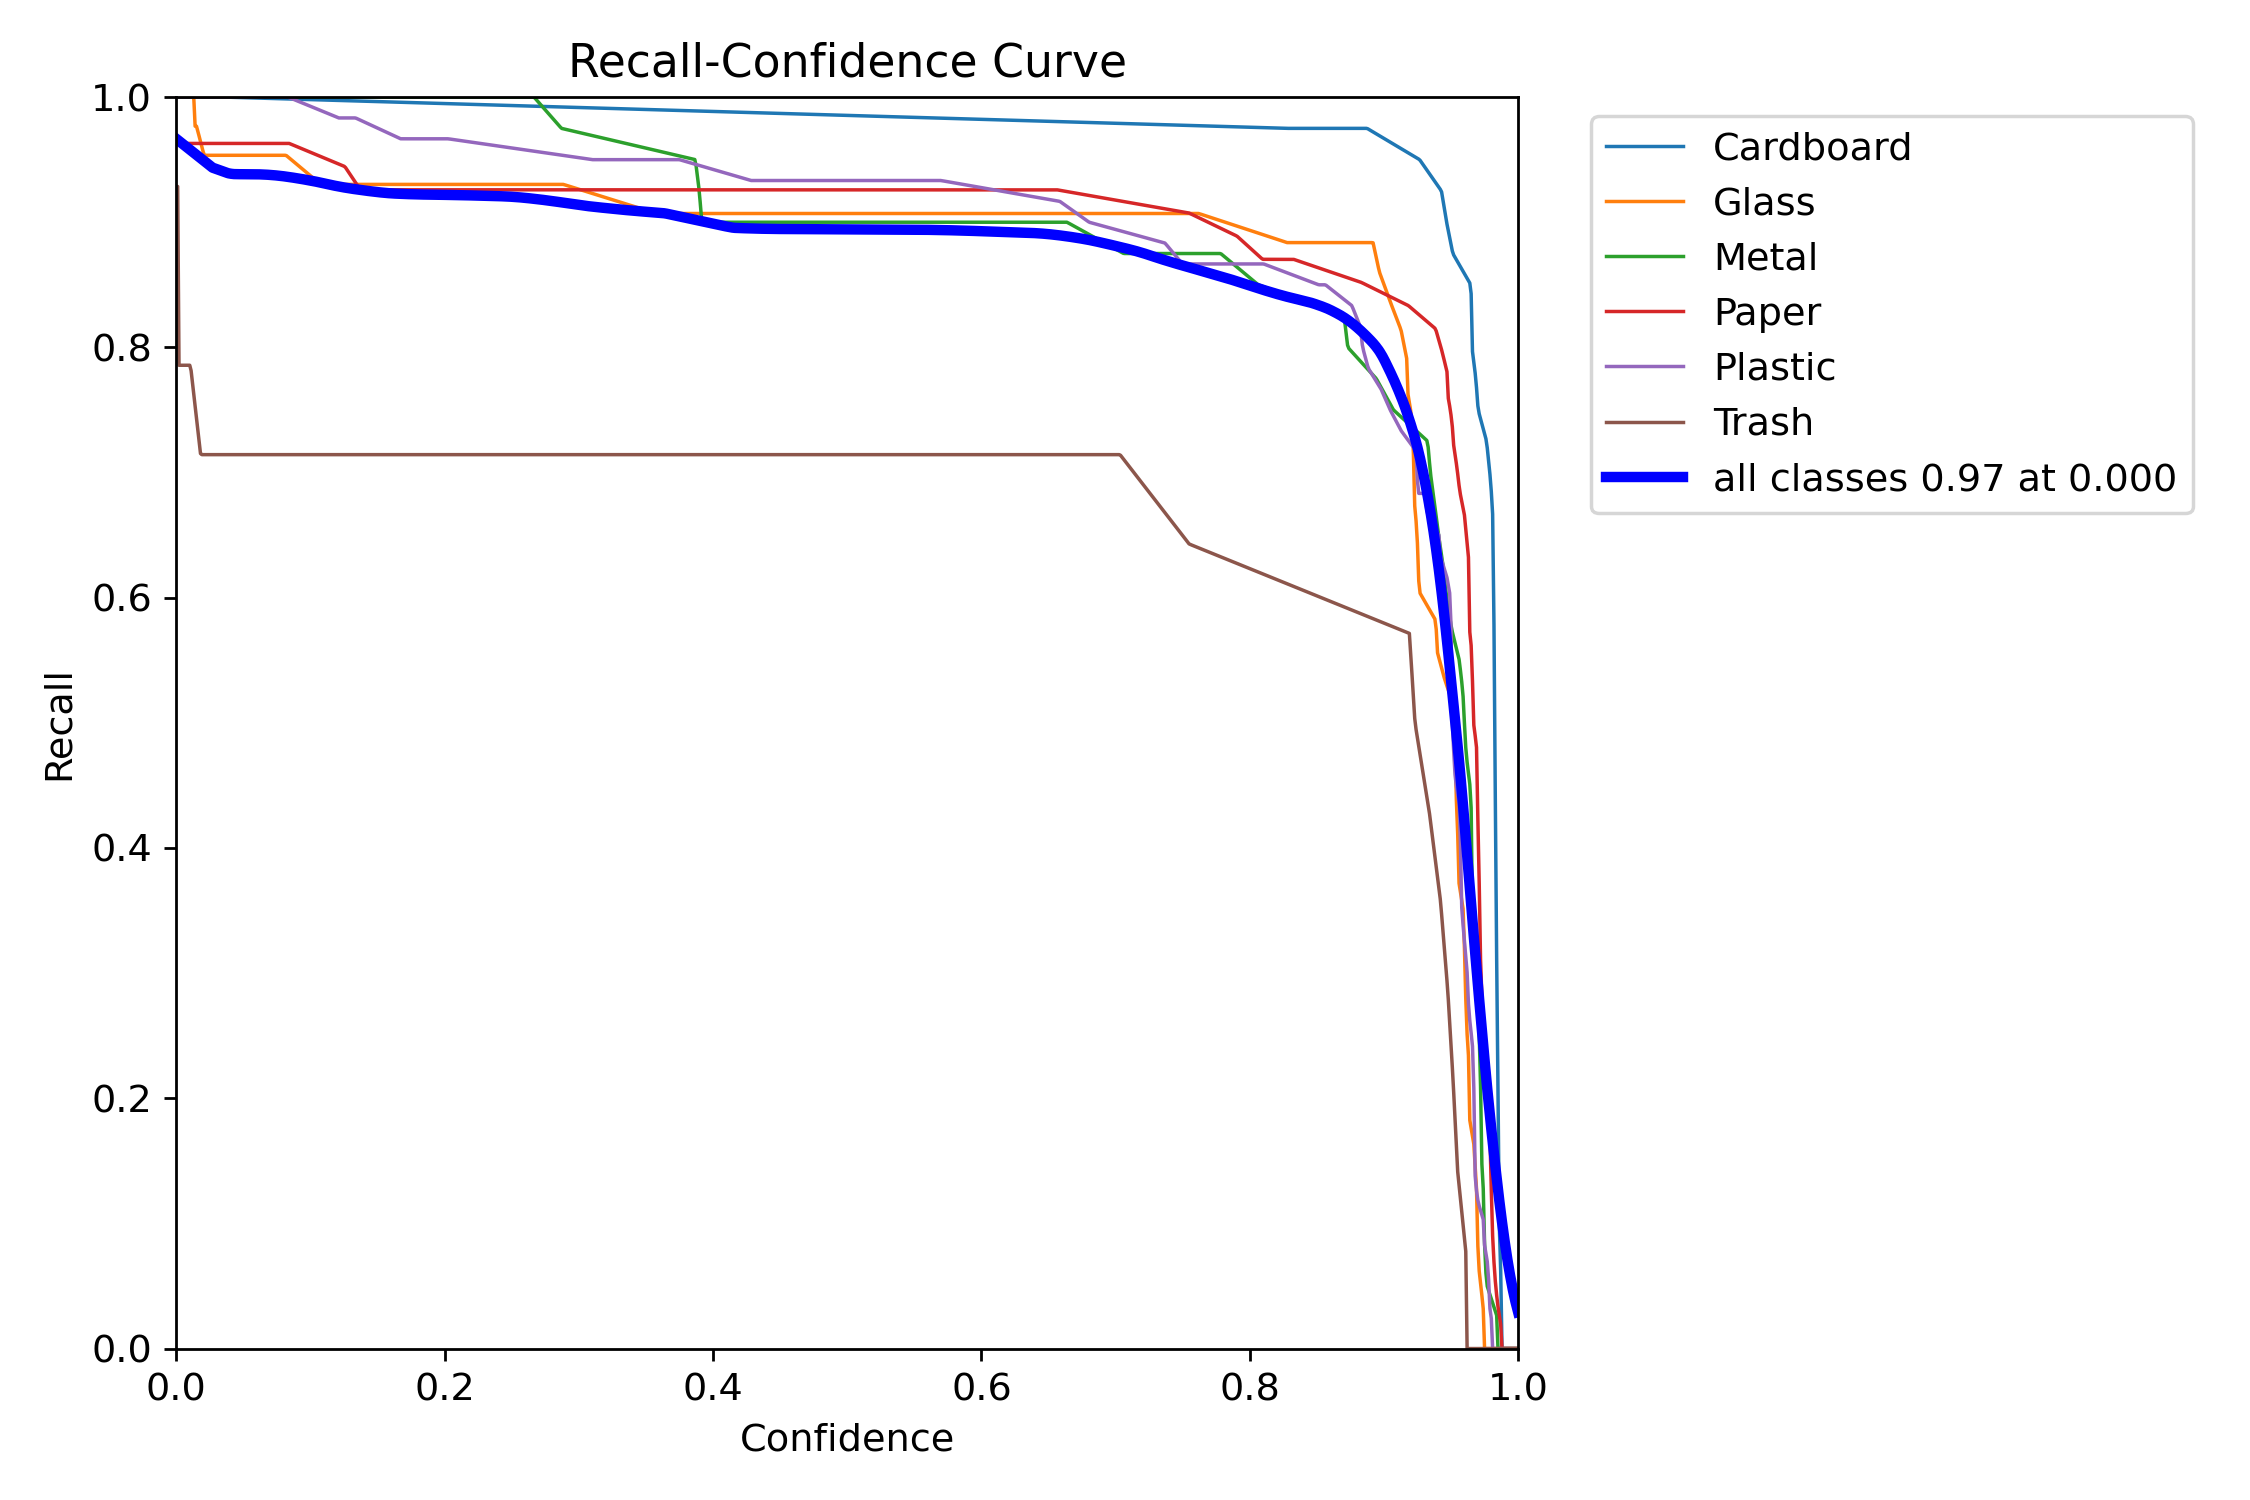 Recall-Confidence Curve
1.0
0.8
0.6
0.4
0.2
0.0
Recall
0.0 0.2 0.4 0.6 0.8 1.0
Confidence
Cardboard
Glass
Metal
Paper
Plastic
Trash
all classes 0.97 at 0.000